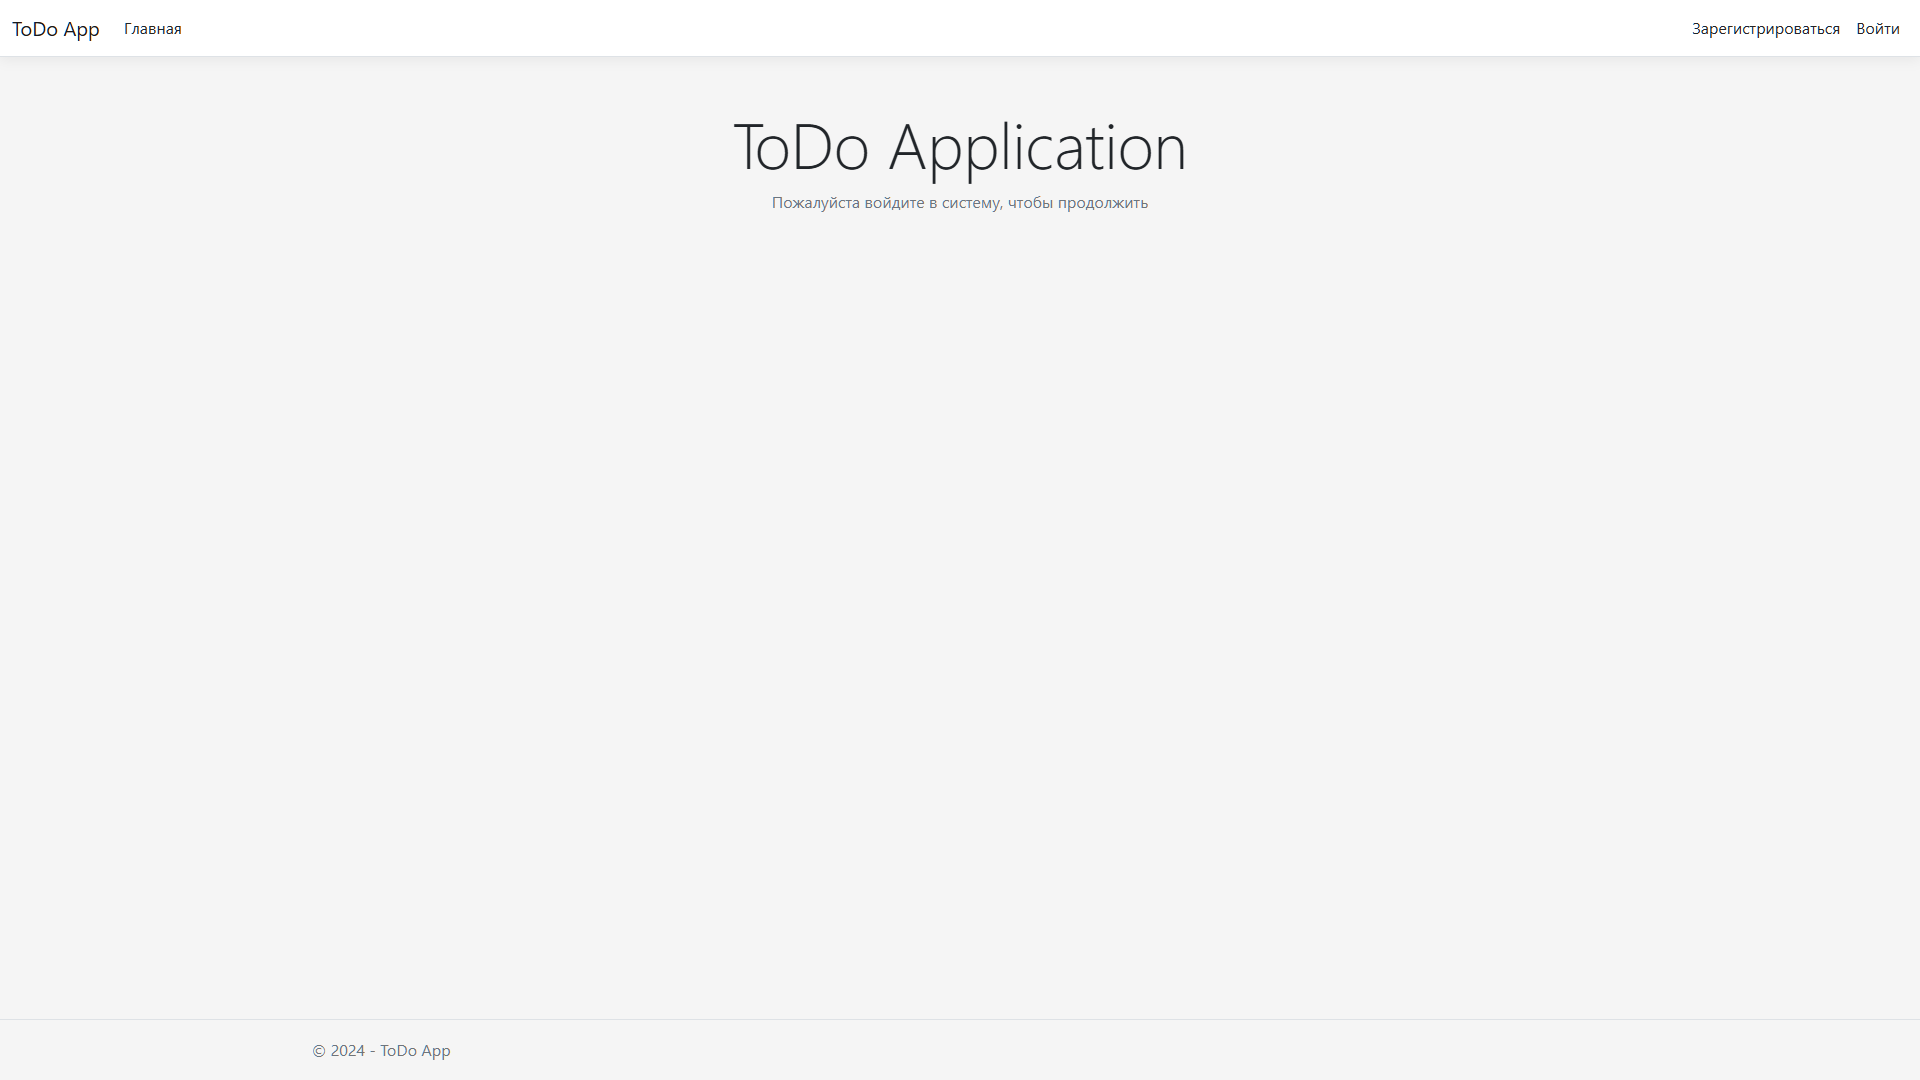 ToDo App Главная Зарегистрироваться Войти
ToDo Application
Пожалуйста войдите в систему, чтобы продолжить
© 2024 - ToDo App